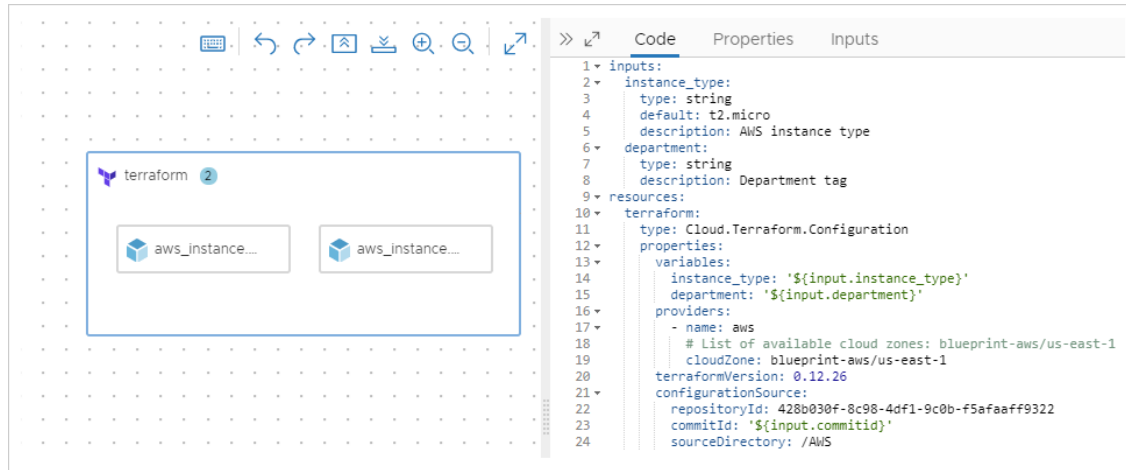 Code Properties Inputs
terraform 2
aws_instance.... aws_instance....
1 inputs:
2   instance_type:
3     type: string
4     default: t2.micro
5     description: AWS instance type
6   department:
7     type: string
8     description: Department tag
9 resources:
10   terraform:
11     type: Cloud.Terraform.Configuration
12     properties:
13       variables:
14         instance_type: '${input.instance_type}'
15         department: '${input.department}'
16       providers:
17         - name: aws
18           # List of available cloud zones: blueprint-aws/us-east-1
19           cloudZone: blueprint-aws/us-east-1
20       terraformVersion: 0.12.26
21       configurationSource:
22         repositoryId: 428b030f-8c98-4df1-9c0b-f5afaaff9322
23         commitId: '${input.commitid}'
24         sourceDirectory: /AWS